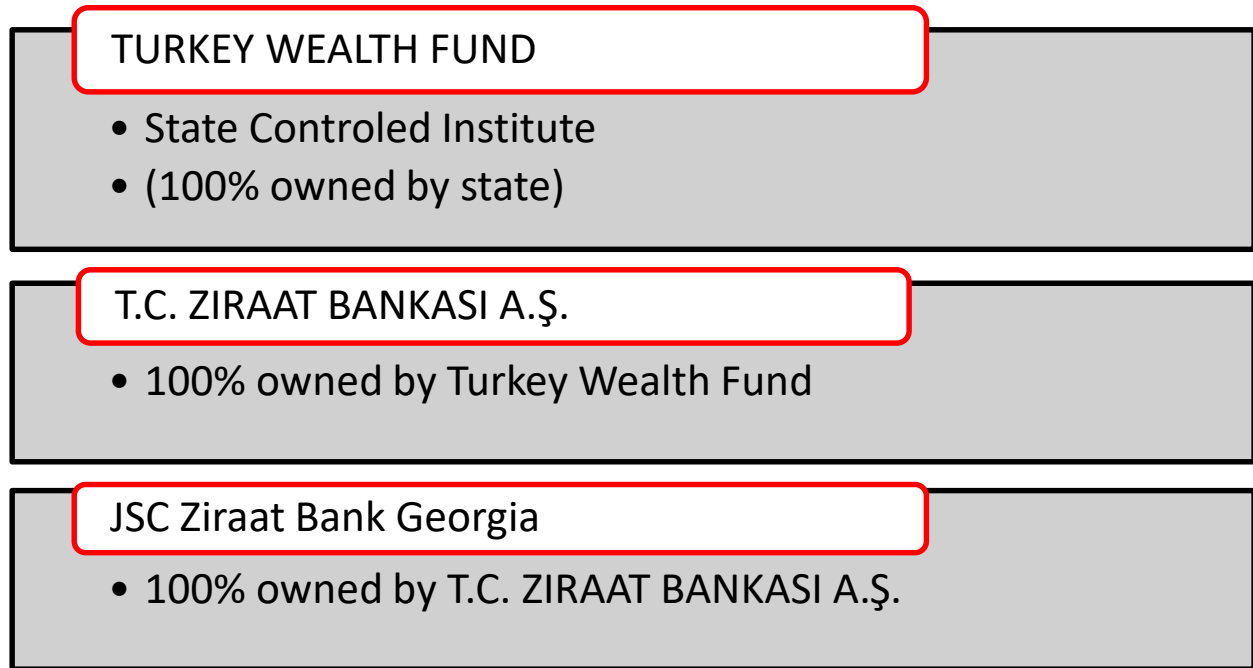 TURKEY WEALTH FUND
• State Controled Institute
• (100% owned by state)
T.C. ZIRAAT BANKASI A.Ş.
• 100% owned by Turkey Wealth Fund
JSC Ziraat Bank Georgia
• 100% owned by T.C. ZIRAAT BANKASI A.Ş.